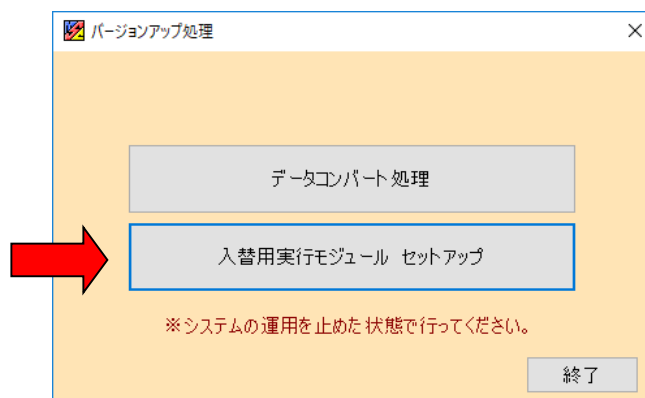 バージョンアップ処理
データコンバート処理
入替用実行モジュール セットアップ
※システムの運用を止めた状態で行ってください。
終了